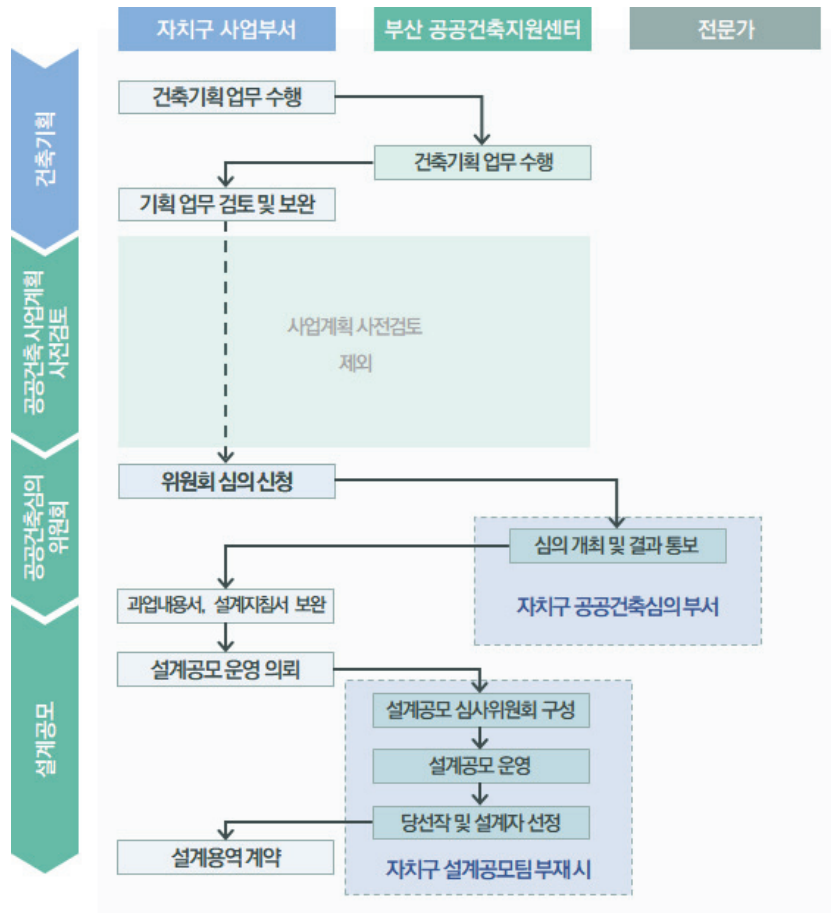 자치구 사업부서
부산 공공건축지원센터
전문가
건축기획
건축기획 업무 수행
건축기획 업무 수행
기획 업무 검토 및 보완
공공건축 사업계획
사전검토
사업계획 사전검토
제외
공공건축심의
위원회
위원회 심의 신청
심의 개최 및 결과 통보
자치구 공공건축심의 부서
과업내용서, 설계지침서 보완
설계공모
설계공모 운영 의뢰
설계공모 심사위원회 구성
설계공모 운영
당선작 및 설계자 선정
설계용역 계약
자치구 설계공모팀 부재 시